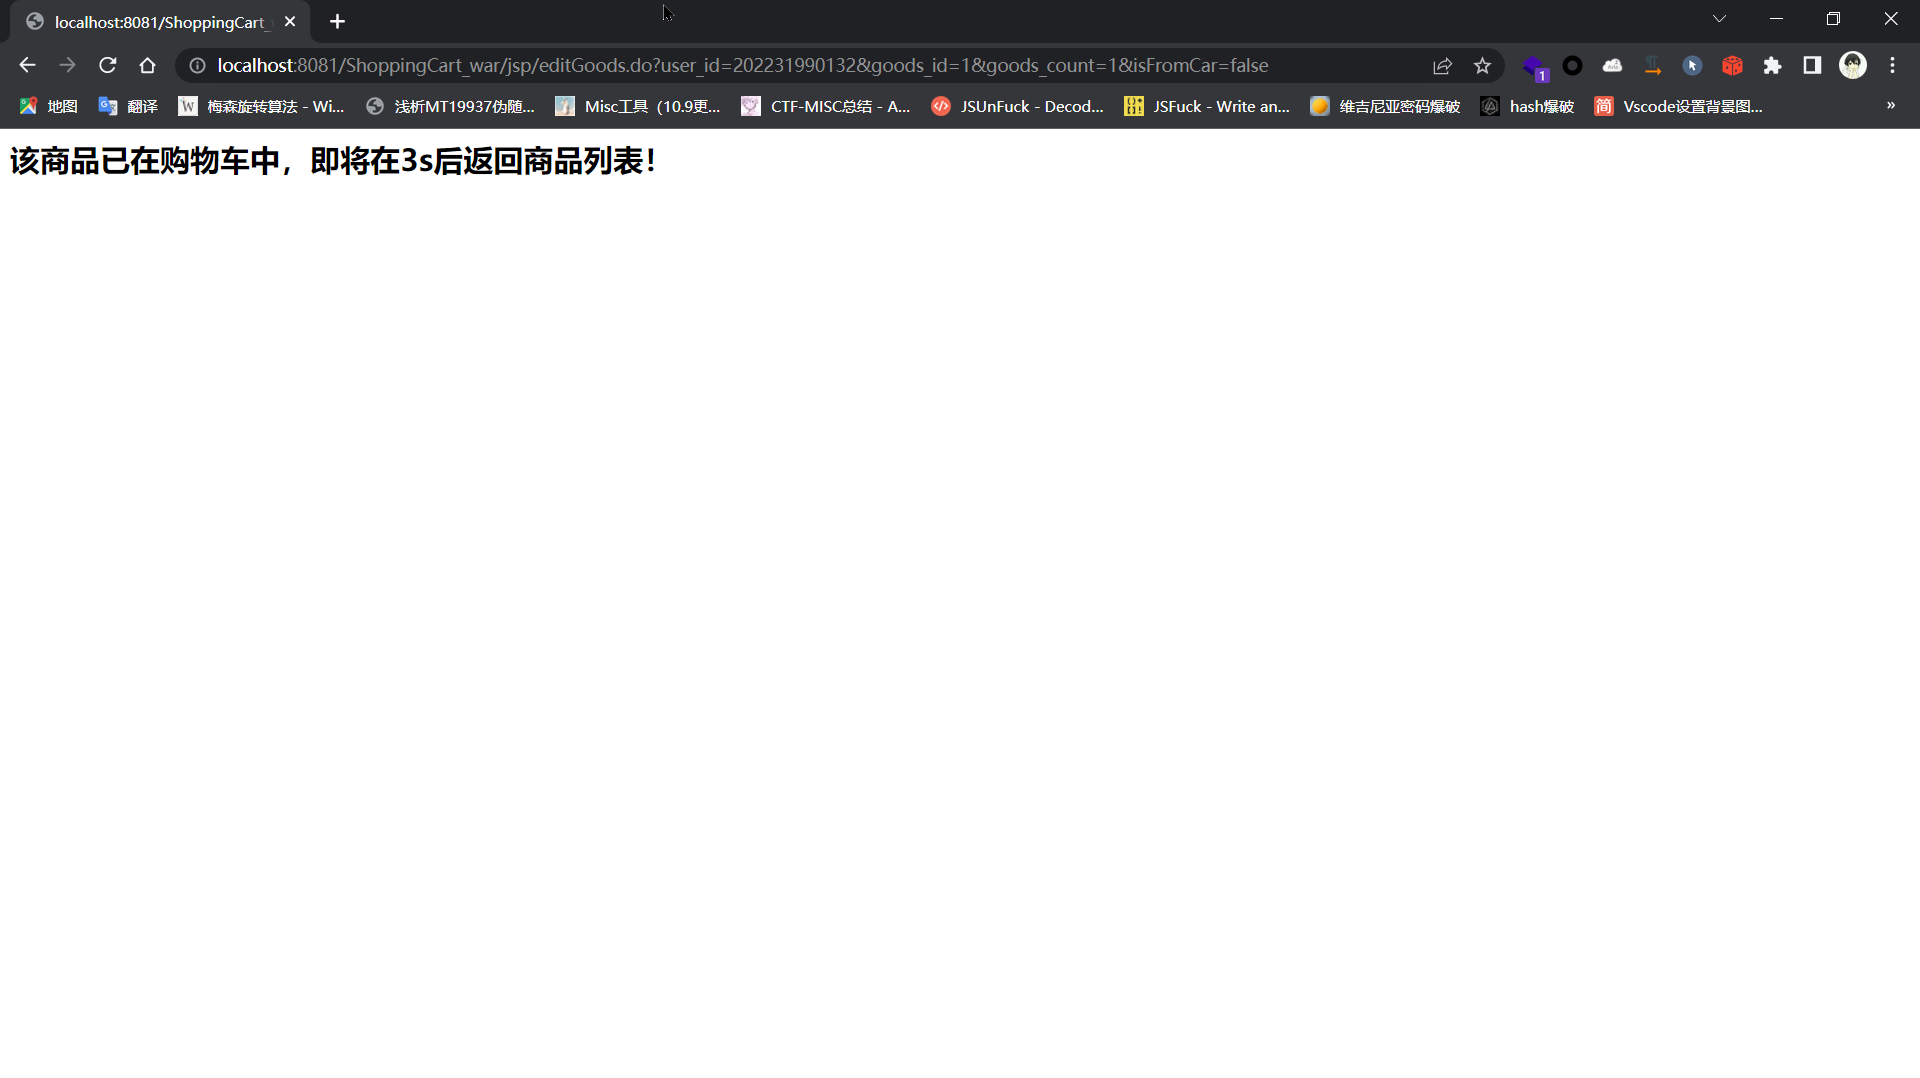 localhost:8081/ShoppingCart_
localhost:8081/ShoppingCart_war/jsp/editGoods.do?user_id=202231990132&goods_id=1&goods_count=1&isFromCar=false
1
地图 翻译 W 梅森旋转算法 - Wi... 浅析MT19937伪随... Misc工具（10.9更... CTF-MISC总结 - A... JSUnFuck - Decod... JSFuck - Write an... 维吉尼亚密码爆破 hash爆破 简 Vscode设置背景图... »
该商品已在购物车中，即将在3s后返回商品列表！